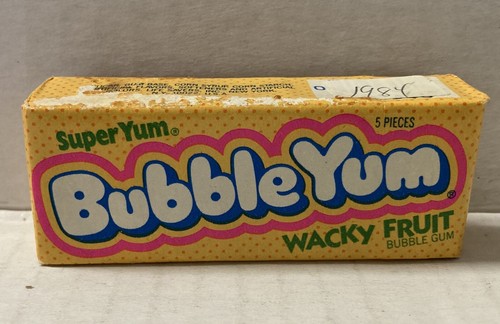 1984
Super Yum®
5 PIECES
Bubble Yum®
WACKY FRUIT
BUBBLE GUM